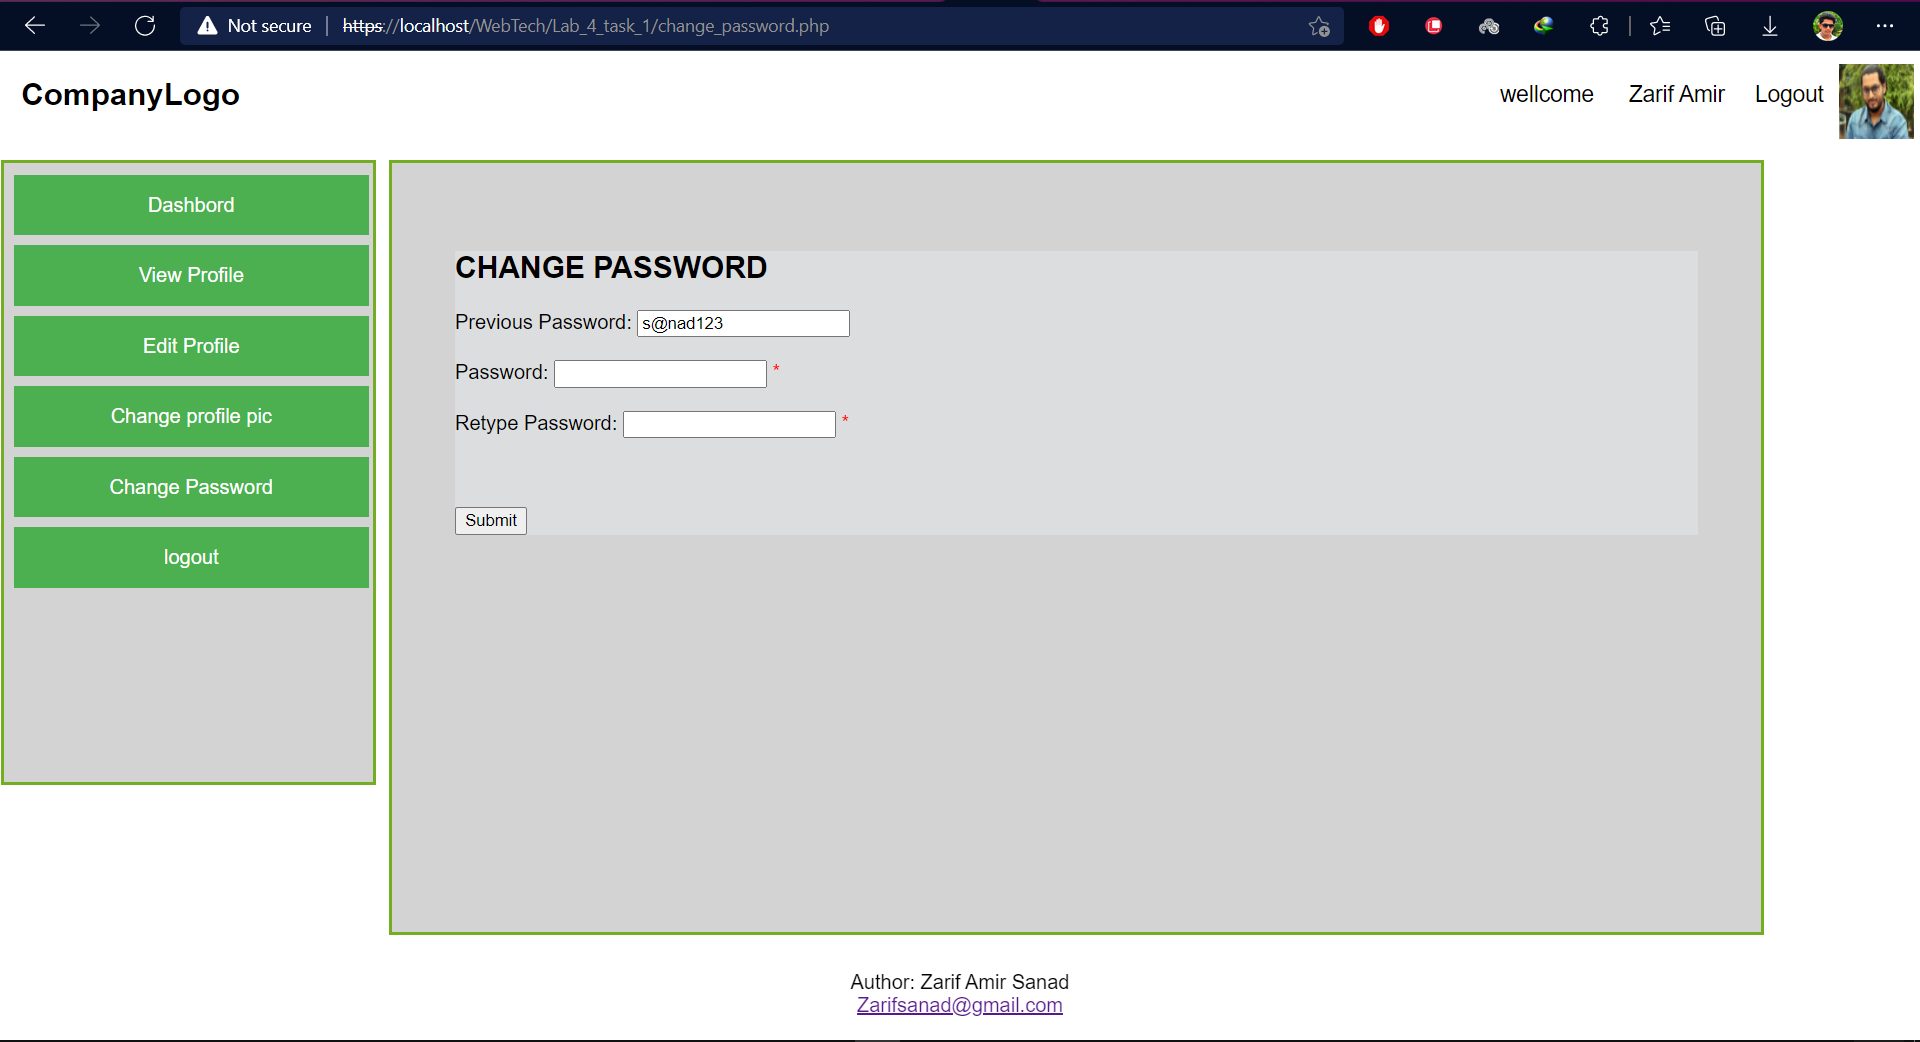 Not secure | https://localhost/WebTech/Lab_4_task_1/change_password.php
CompanyLogo
wellcome Zarif Amir Logout
Dashbord
View Profile
Edit Profile
Change profile pic
Change Password
logout
CHANGE PASSWORD
Previous Password: s@nad123
Password: *
Retype Password: *
Submit
Author: Zarif Amir Sanad
Zarifsanad@gmail.com